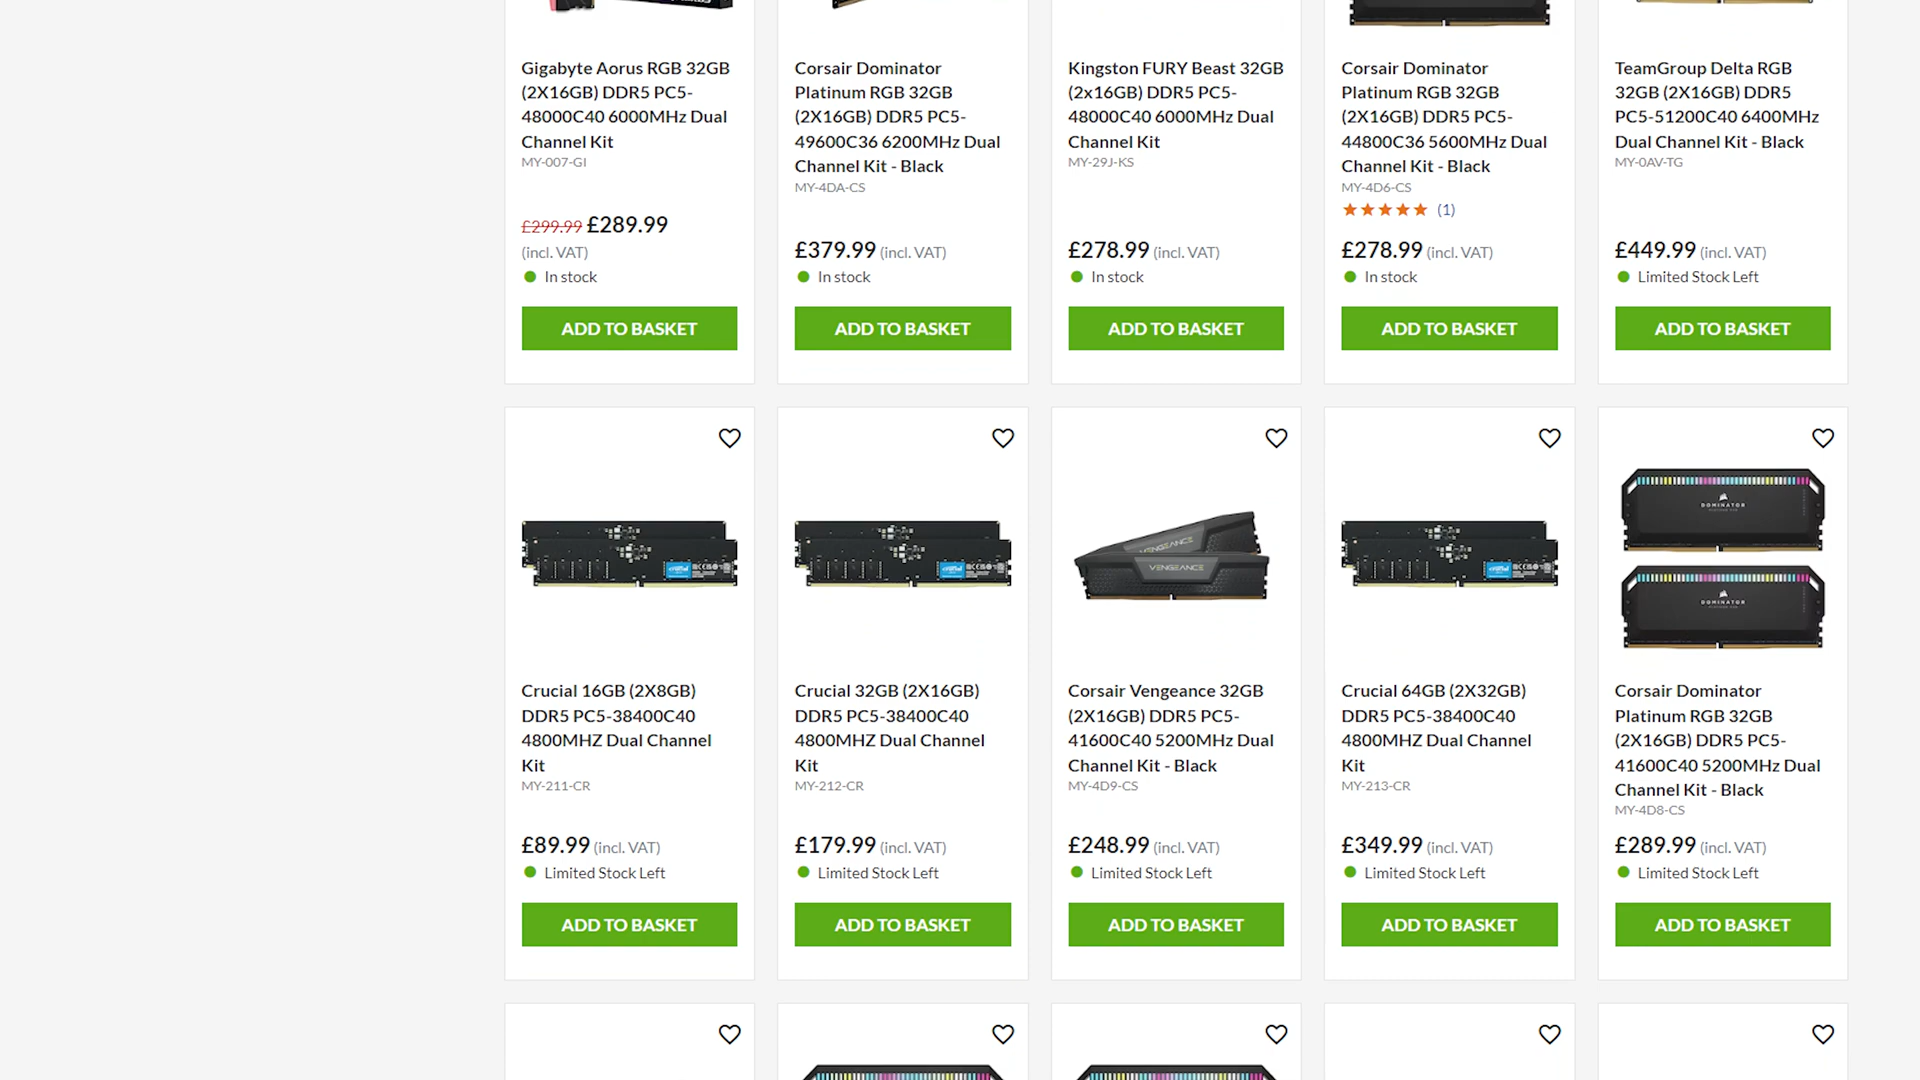 Gigabyte Aorus RGB 32GB
(2X16GB) DDR5 PC5-
48000C40 6000MHz Dual
Channel Kit
MY-007-GI
£299.99 £289.99
(incl. VAT)
In stock
ADD TO BASKET
Corsair Dominator
Platinum RGB 32GB
(2X16GB) DDR5 PC5-
49600C36 6200MHz Dual
Channel Kit - Black
MY-4DA-CS
£379.99 (incl. VAT)
In stock
ADD TO BASKET
Kingston FURY Beast 32GB
(2x16GB) DDR5 PC5-
48000C40 6000MHz Dual
Channel Kit
MY-29J-KS
£278.99 (incl. VAT)
In stock
ADD TO BASKET
Corsair Dominator
Platinum RGB 32GB
(2X16GB) DDR5 PC5-
44800C36 5600MHz Dual
Channel Kit - Black
MY-4D6-CS
(1)
£278.99 (incl. VAT)
In stock
ADD TO BASKET
TeamGroup Delta RGB
32GB (2X16GB) DDR5
PC5-51200C40 6400MHz
Dual Channel Kit - Black
MY-0AV-TG
£449.99 (incl. VAT)
Limited Stock Left
ADD TO BASKET
crucial
Crucial 16GB (2X8GB)
DDR5 PC5-38400C40
4800MHZ Dual Channel
Kit
MY-211-CR
£89.99 (incl. VAT)
Limited Stock Left
ADD TO BASKET
crucial
Crucial 32GB (2X16GB)
DDR5 PC5-38400C40
4800MHZ Dual Channel
Kit
MY-212-CR
£179.99 (incl. VAT)
Limited Stock Left
ADD TO BASKET
VENGEANCE
VENGEANCE
Corsair Vengeance 32GB
(2X16GB) DDR5 PC5-
41600C40 5200MHz Dual
Channel Kit - Black
MY-4D9-CS
£248.99 (incl. VAT)
Limited Stock Left
ADD TO BASKET
crucial
Crucial 64GB (2X32GB)
DDR5 PC5-38400C40
4800MHZ Dual Channel
Kit
MY-213-CR
£349.99 (incl. VAT)
Limited Stock Left
ADD TO BASKET
DOMINATOR
DOMINATOR
Corsair Dominator
Platinum RGB 32GB
(2X16GB) DDR5 PC5-
41600C40 5200MHz Dual
Channel Kit - Black
MY-4D8-CS
£289.99 (incl. VAT)
Limited Stock Left
ADD TO BASKET